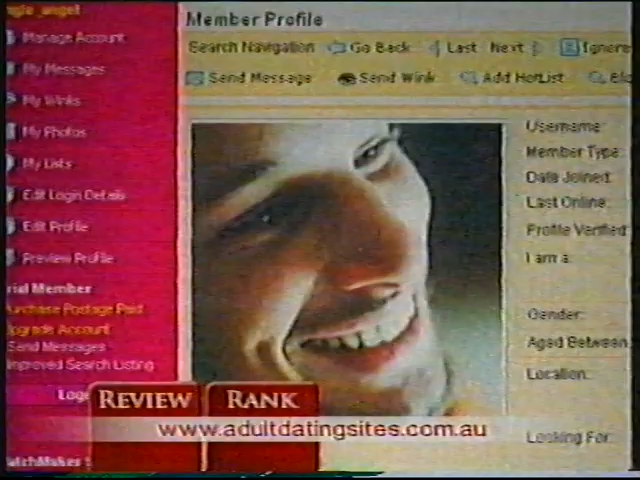 Member Profile
Search Navigation Go Back Last Next Ignore
Send Message Send Wink Add HotList
Manage Account
My Messages
My Winks
My Photos
My Lists
Edit Login Details
Edit Profile
Preview Profile
Member
Purchase Postage Paid
Upgrade Account
Send Messages
Improved Search Listing
Username:
Member Type:
Date Joined:
Last Online:
Profile Verified
I am a:
Gender:
Aged Between
Location:
Looking For:
REVIEW RANK
www.adultdatingsites.com.au